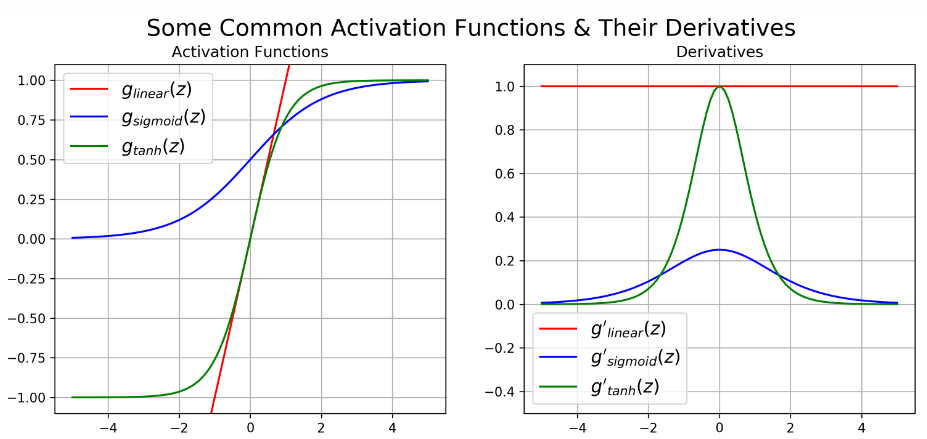 Some Common Activation Functions & Their Derivatives
Activation Functions
1.00
0.75
0.50
0.25
0.00
−0.25
−0.50
−0.75
−1.00
g_linear(z)
g_sigmoid(z)
g_tanh(z)
−4 −2 0 2 4
Derivatives
1.0
0.8
0.6
0.4
0.2
0.0
−0.2
−0.4
g′_linear(z)
g′_sigmoid(z)
g′_tanh(z)
−4 −2 0 2 4